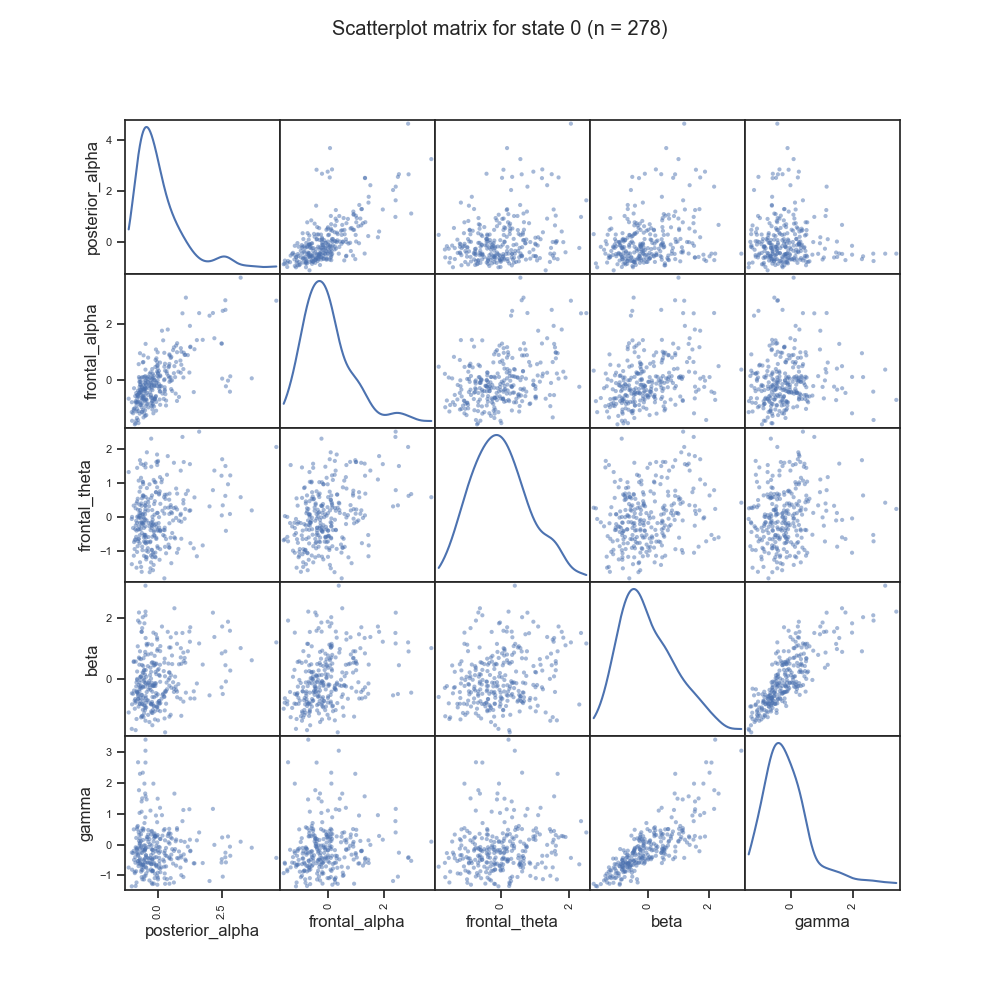 Scatterplot matrix for state 0 (n = 278)
posterior_alpha
4
2
0
frontal_alpha
2
0
frontal_theta
2
1
0
−1
beta
2
0
gamma
3
2
1
0
−1
0.0
2.5
0
2
0
2
0
2
0
2
posterior_alpha
frontal_alpha
frontal_theta
beta
gamma